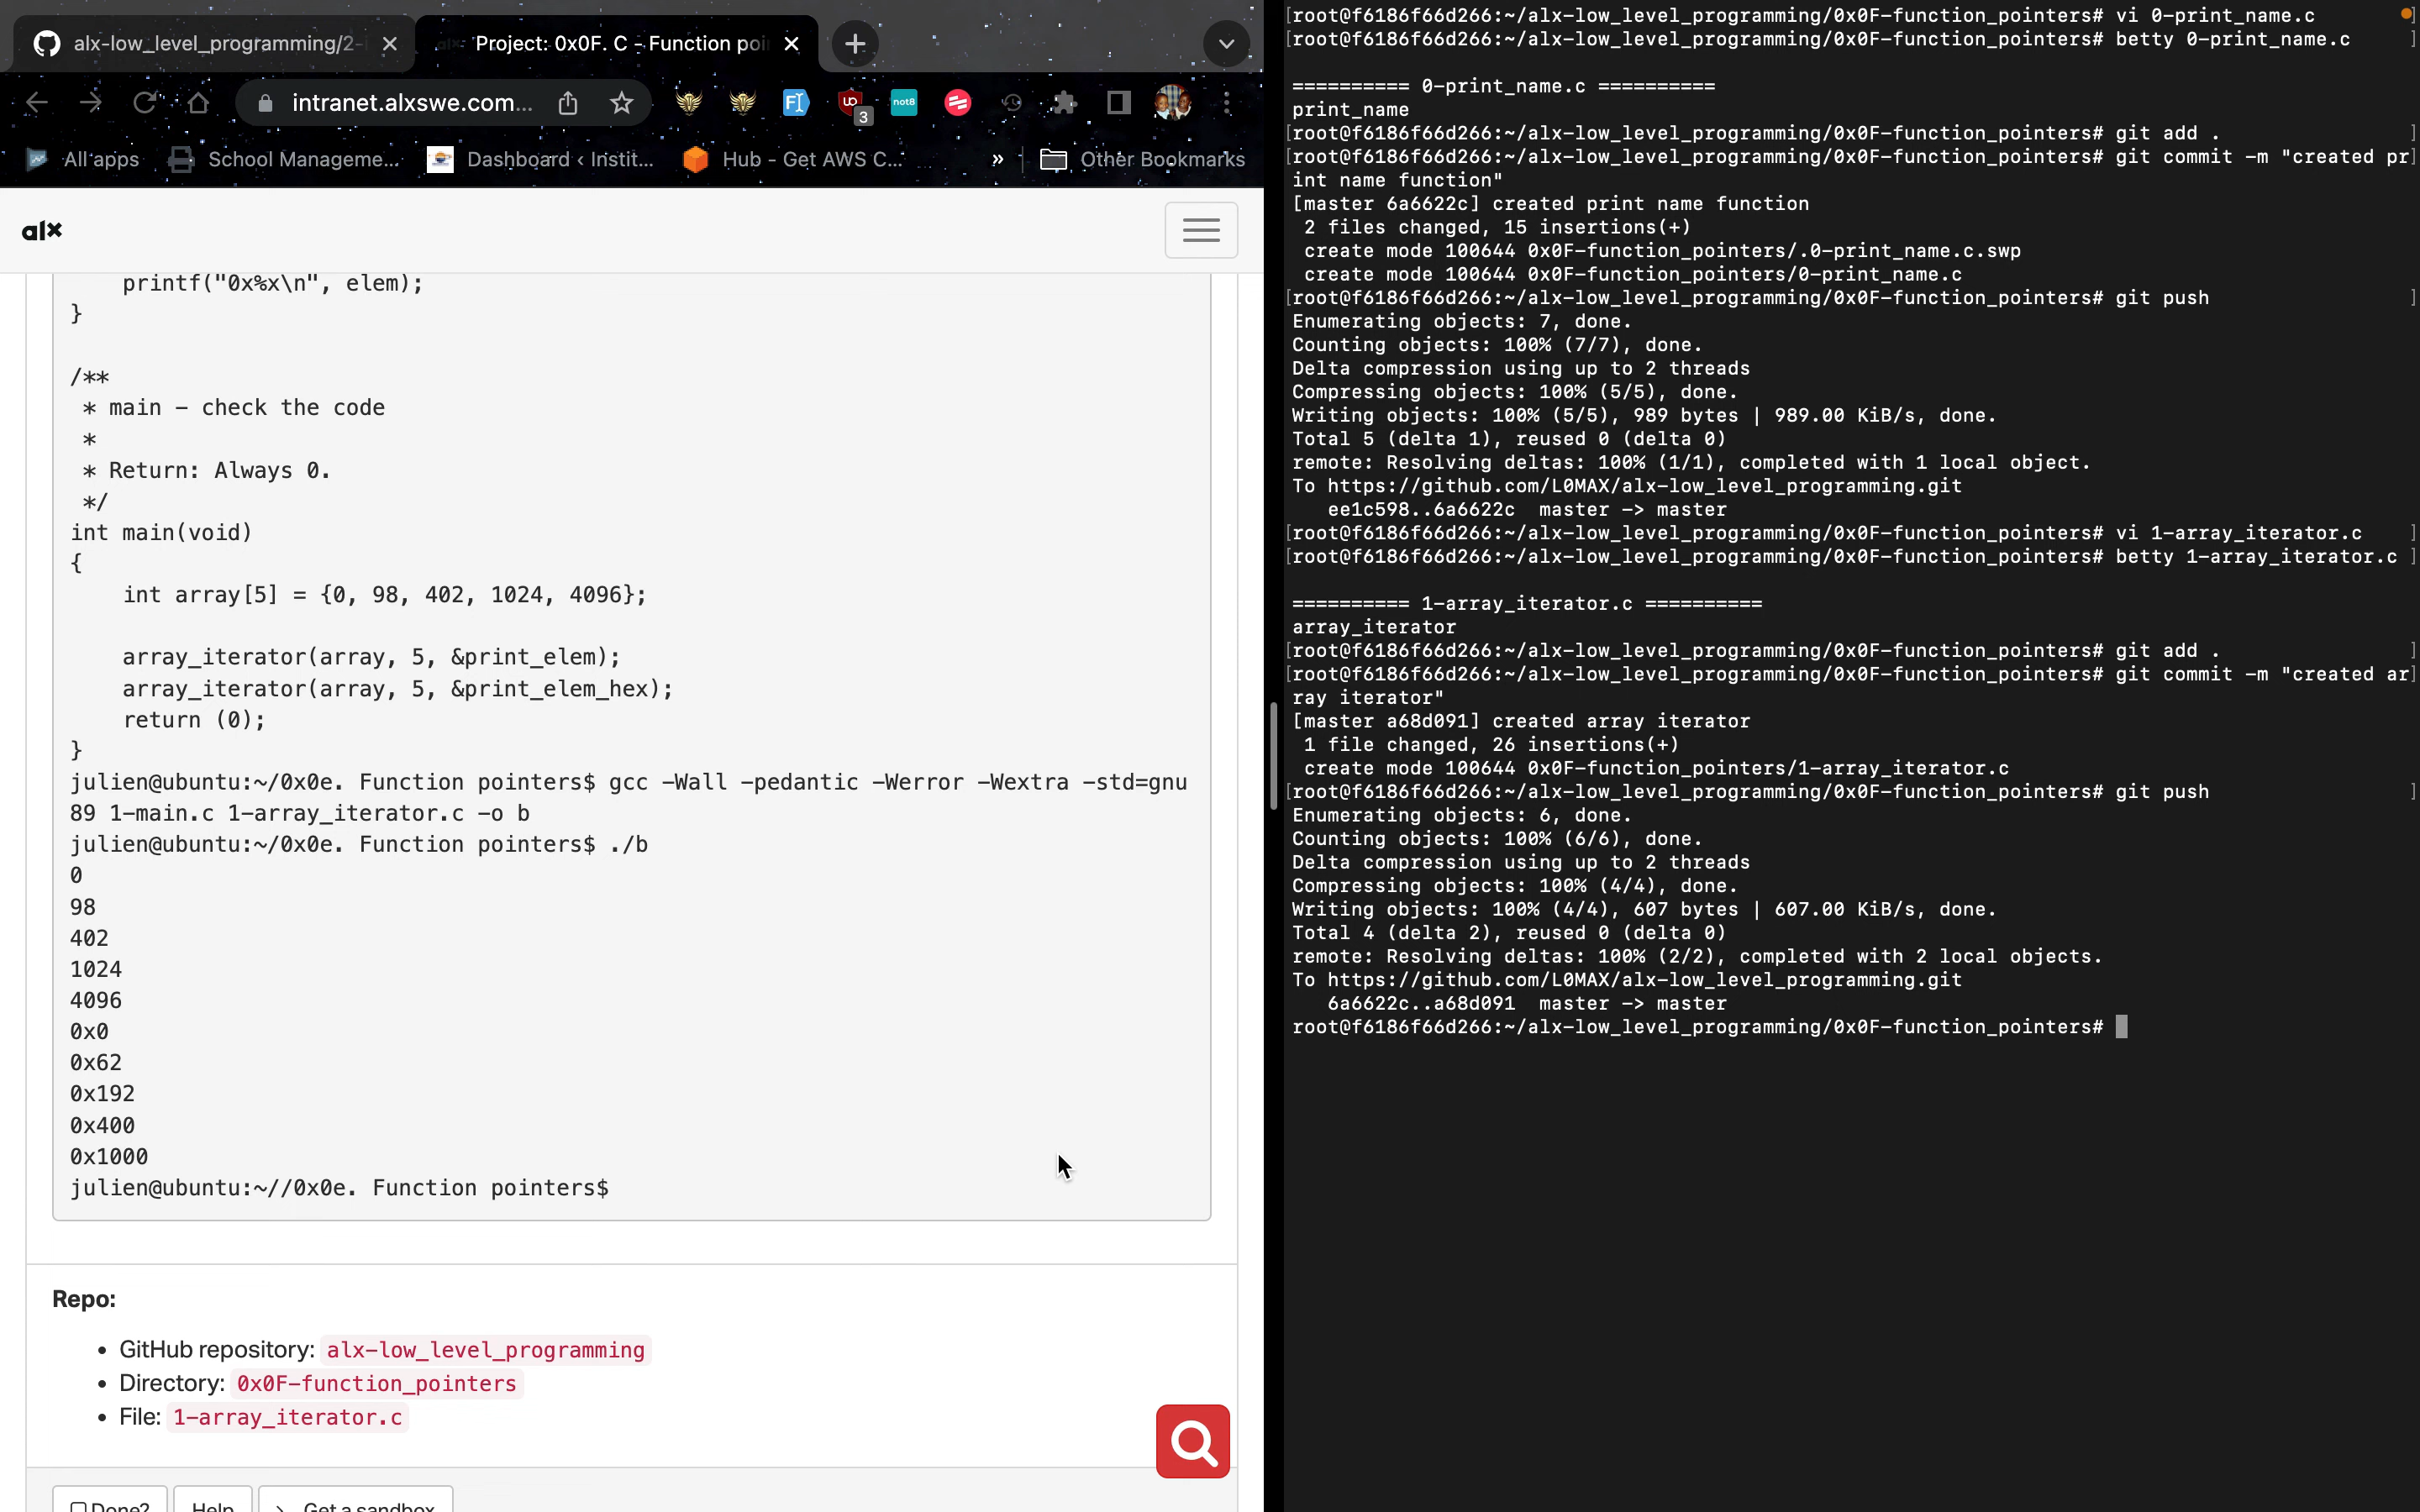 alx-low_level_programming/2-i
Project: 0x0F. C - Function poi
intranet.alxswe.com...
3
not8
All apps
School Manageme...
Dashboard ‹ Instit...
Hub - Get AWS C...
»
Other Bookmarks
alx
printf("0x%x\n", elem);
}
/**
* main - check the code
*
* Return: Always 0.
*/
int main(void)
{
int array[5] = {0, 98, 402, 1024, 4096};
array_iterator(array, 5, &print_elem);
array_iterator(array, 5, &print_elem_hex);
return (0);
}
julien@ubuntu:~/0x0e. Function pointers$ gcc -Wall -pedantic -Werror -Wextra -std=gnu
89 1-main.c 1-array_iterator.c -o b
julien@ubuntu:~/0x0e. Function pointers$ ./b
0
98
402
1024
4096
0x0
0x62
0x192
0x400
0x1000
julien@ubuntu:~//0x0e. Function pointers$
Repo:
• GitHub repository: alx-low_level_programming
• Directory: 0x0F-function_pointers
• File: 1-array_iterator.c
Done?
Help
Get a sandbox
[root@f6186f66d266:~/alx-low_level_programming/0x0F-function_pointers# vi 0-print_name.c ]
[root@f6186f66d266:~/alx-low_level_programming/0x0F-function_pointers# betty 0-print_name.c ]
========== 0-print_name.c ==========
print_name
[root@f6186f66d266:~/alx-low_level_programming/0x0F-function_pointers# git add . ]
[root@f6186f66d266:~/alx-low_level_programming/0x0F-function_pointers# git commit -m "created pr]
int name function"
[master 6a6622c] created print name function
2 files changed, 15 insertions(+)
create mode 100644 0x0F-function_pointers/.0-print_name.c.swp
create mode 100644 0x0F-function_pointers/0-print_name.c
[root@f6186f66d266:~/alx-low_level_programming/0x0F-function_pointers# git push ]
Enumerating objects: 7, done.
Counting objects: 100% (7/7), done.
Delta compression using up to 2 threads
Compressing objects: 100% (5/5), done.
Writing objects: 100% (5/5), 989 bytes | 989.00 KiB/s, done.
Total 5 (delta 1), reused 0 (delta 0)
remote: Resolving deltas: 100% (1/1), completed with 1 local object.
To https://github.com/L0MAX/alx-low_level_programming.git
ee1c598..6a6622c master -> master
[root@f6186f66d266:~/alx-low_level_programming/0x0F-function_pointers# vi 1-array_iterator.c ]
[root@f6186f66d266:~/alx-low_level_programming/0x0F-function_pointers# betty 1-array_iterator.c ]
========== 1-array_iterator.c ==========
array_iterator
[root@f6186f66d266:~/alx-low_level_programming/0x0F-function_pointers# git add . ]
[root@f6186f66d266:~/alx-low_level_programming/0x0F-function_pointers# git commit -m "created ar]
ray iterator"
[master a68d091] created array iterator
1 file changed, 26 insertions(+)
create mode 100644 0x0F-function_pointers/1-array_iterator.c
[root@f6186f66d266:~/alx-low_level_programming/0x0F-function_pointers# git push ]
Enumerating objects: 6, done.
Counting objects: 100% (6/6), done.
Delta compression using up to 2 threads
Compressing objects: 100% (4/4), done.
Writing objects: 100% (4/4), 607 bytes | 607.00 KiB/s, done.
Total 4 (delta 2), reused 0 (delta 0)
remote: Resolving deltas: 100% (2/2), completed with 2 local objects.
To https://github.com/L0MAX/alx-low_level_programming.git
6a6622c..a68d091 master -> master
root@f6186f66d266:~/alx-low_level_programming/0x0F-function_pointers#